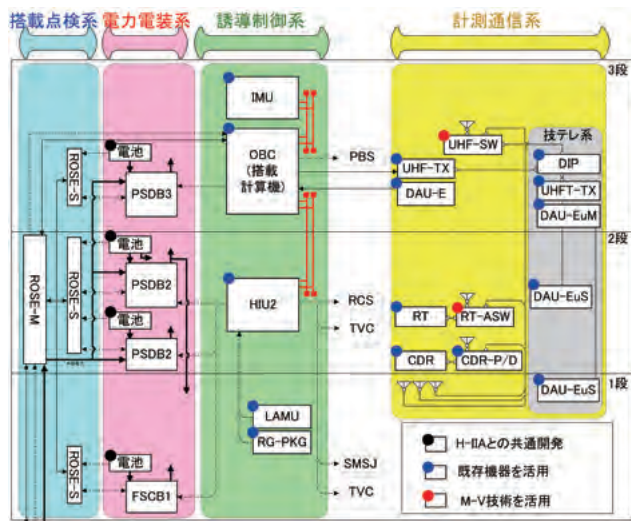 搭載点検系
電力電装系
誘導制御系
計測通信系
3段
IMU
OBC
(搭載
計算機)
PBS
UHF-SW
技テレ系
DIP
UHF-TX
UHFT-TX
DAU-E
DAU-EuM
電池
ROSE-S
PSDB3
2段
電池
ROSE-M
ROSE-S
PSDB2
HIU2
RCS
TVC
DAU-EuS
RT
RT-ASW
電池
PSDB2
CDR
CDR-P/D
1段
DAU-EuS
LAMU
RG-PKG
電池
ROSE-S
FSCB1
SMSJ
TVC
H-IIAとの共通開発
既存機器を活用
M-V技術を活用